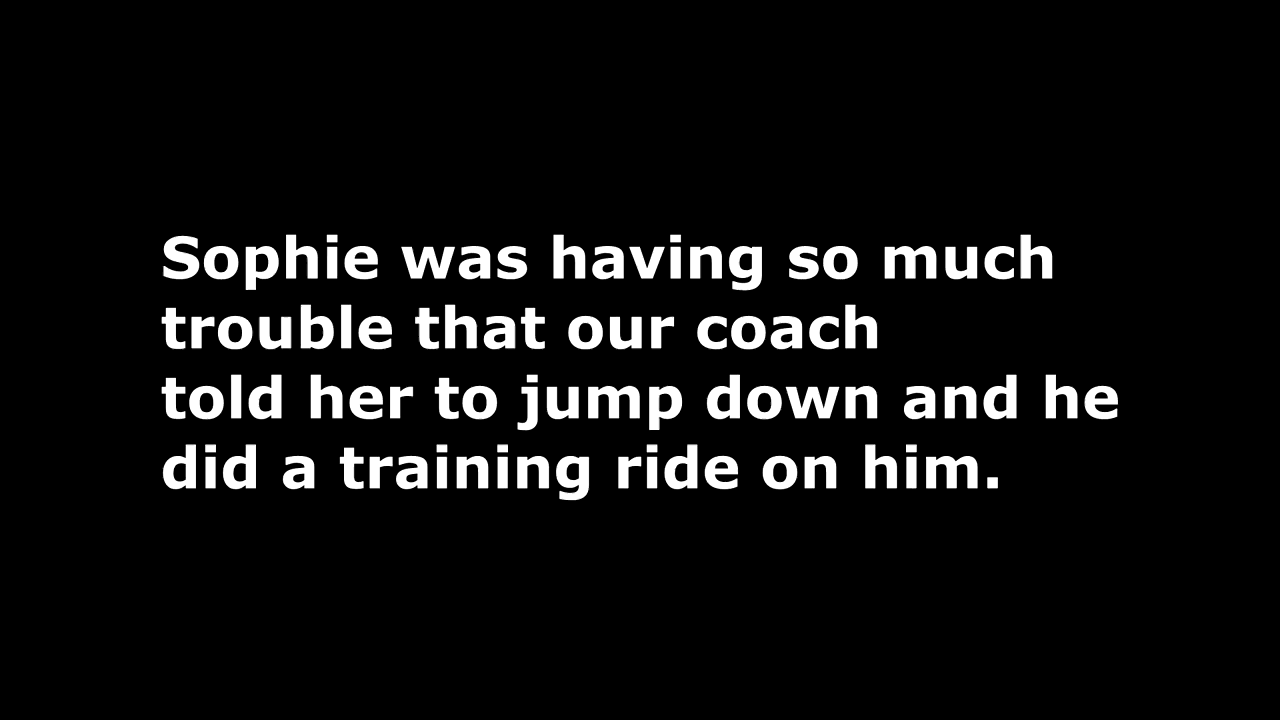 Sophie was having so much
trouble that our coach
told her to jump down and he
did a training ride on him.